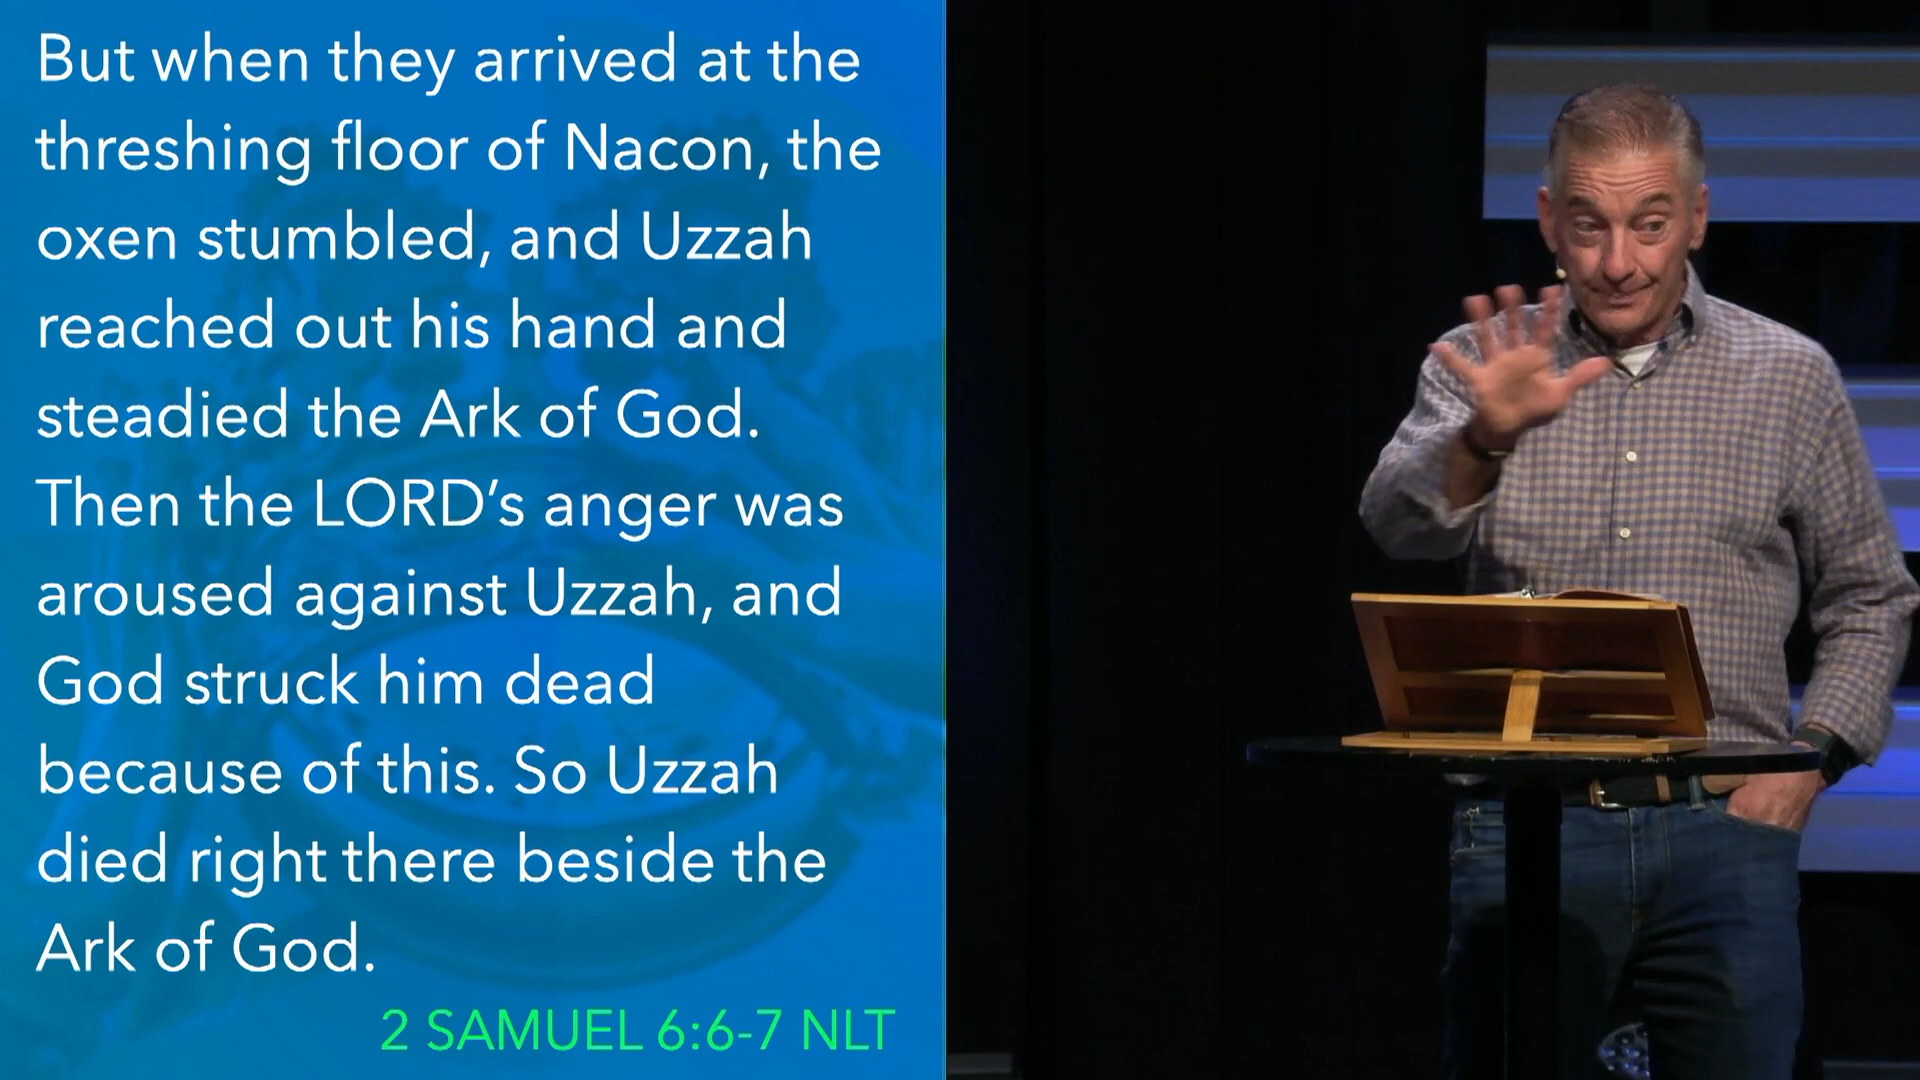 But when they arrived at the
threshing floor of Nacon, the
oxen stumbled, and Uzzah
reached out his hand and
steadied the Ark of God.
Then the LORD’s anger was
aroused against Uzzah, and
God struck him dead
because of this. So Uzzah
died right there beside the
Ark of God.
2 SAMUEL 6:6-7 NLT